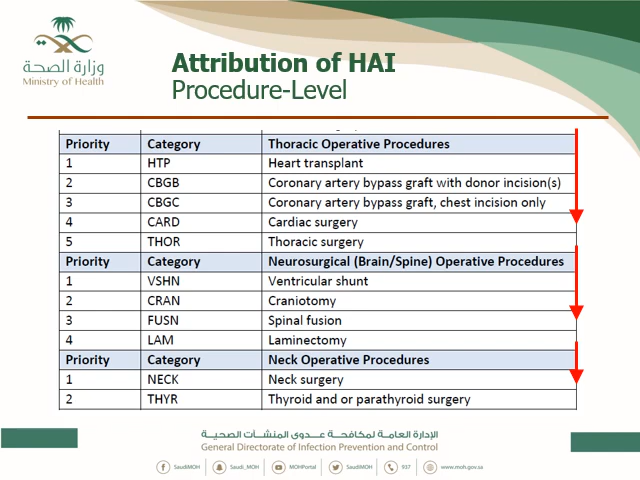 وزارة الصحة
Ministry of Health
Attribution of HAI
Procedure-Level
Priority Category Thoracic Operative Procedures
1 HTP Heart transplant
2 CBGB Coronary artery bypass graft with donor incision(s)
3 CBGC Coronary artery bypass graft, chest incision only
4 CARD Cardiac surgery
5 THOR Thoracic surgery
Priority Category Neurosurgical (Brain/Spine) Operative Procedures
1 VSHN Ventricular shunt
2 CRAN Craniotomy
3 FUSN Spinal fusion
4 LAM Laminectomy
Priority Category Neck Operative Procedures
1 NECK Neck surgery
2 THYR Thyroid and or parathyroid surgery
الإدارة العامة لمكافحة عدوى المنشآت الصحية
General Directorate of Infection Prevention and Control
SaudiMOH Saudi_MOH MOHPortal SaudiMOH 937 www.moh.gov.sa